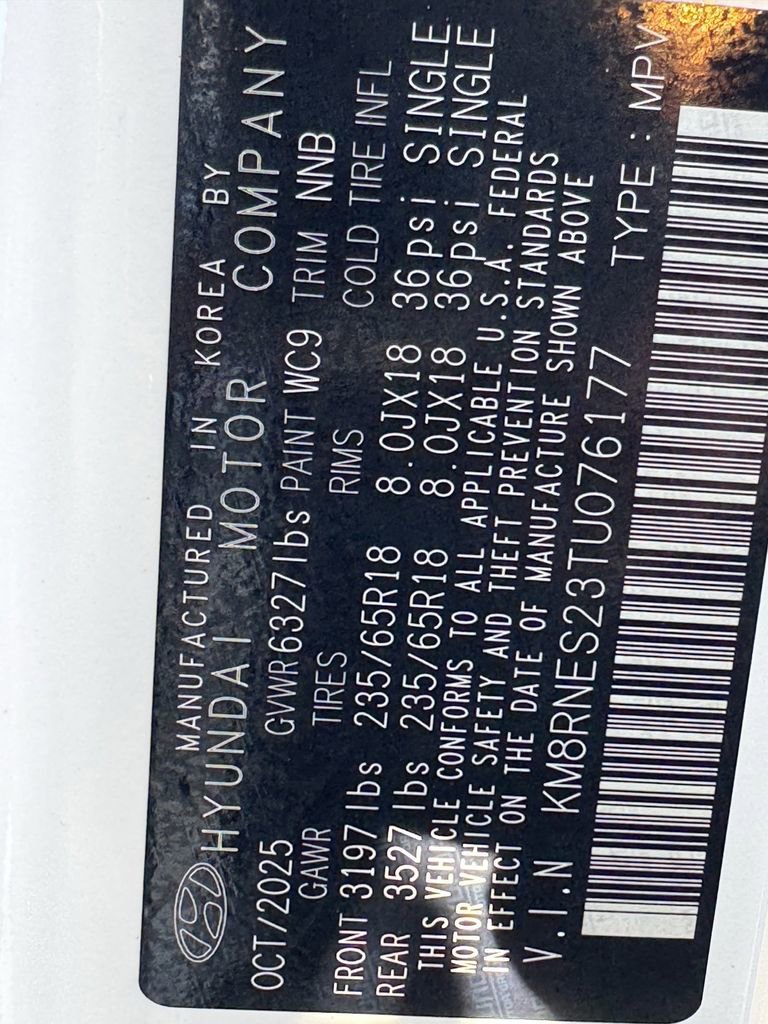 MANUFACTURED IN KOREA BY
HYUNDAI MOTOR COMPANY
OCT/2025 GVWR 6327 lbs PAINT WC9 TRIM NNB
GAWR TIRES RIMS COLD TIRE INFL
FRONT 3197 lbs 235/65R18 8.0JX18 36psi SINGLE
REAR 3527 lbs 235/65R18 8.0JX18 36psi SINGLE
THIS VEHICLE CONFORMS TO ALL APPLICABLE U.S.A. FEDERAL
MOTOR VEHICLE SAFETY AND THEFT PREVENTION STANDARDS
IN EFFECT ON THE DATE OF MANUFACTURE SHOWN ABOVE
V.I.N KM8RNES23TU076177 TYPE : MPV